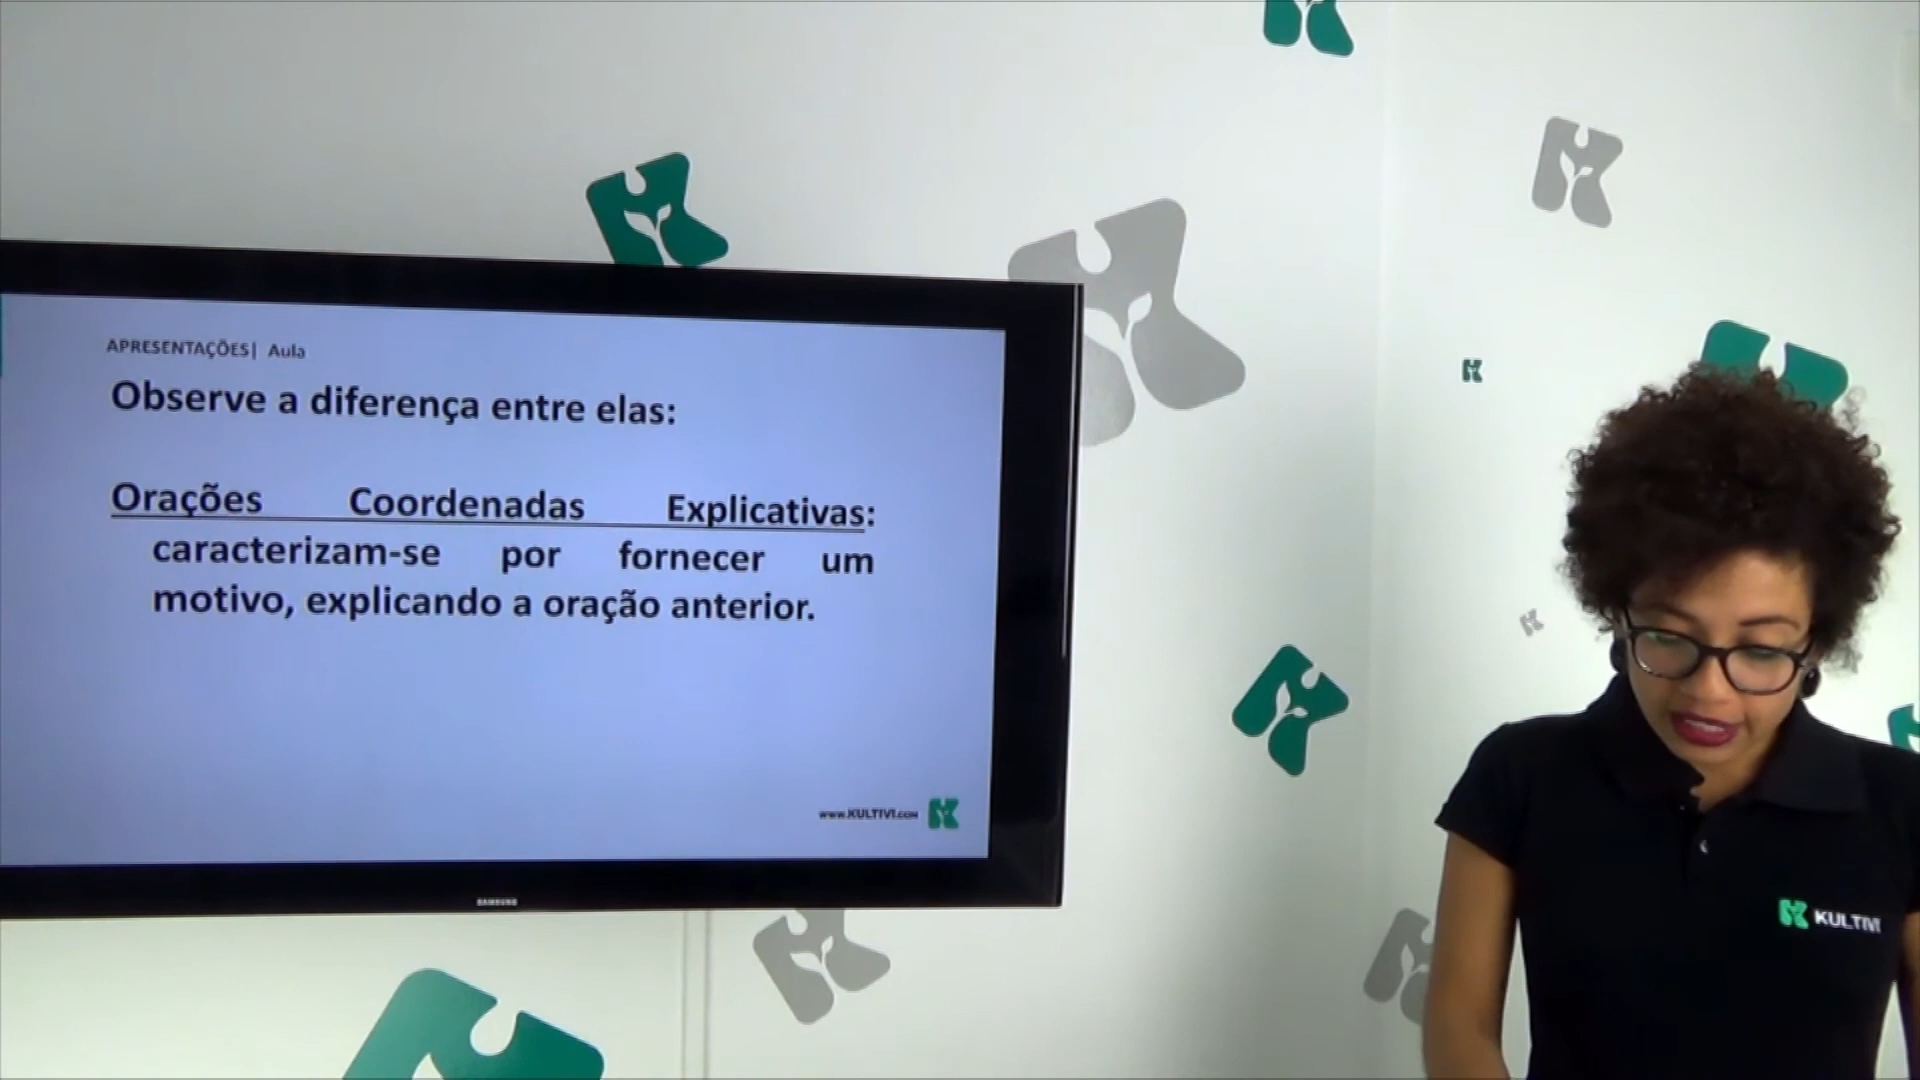 APRESENTAÇÕES| Aula
Observe a diferença entre elas:
Orações Coordenadas Explicativas:
caracterizam-se por fornecer um
motivo, explicando a oração anterior.
www.KULTIVI.COM
SAMSUNG
KULTIVI